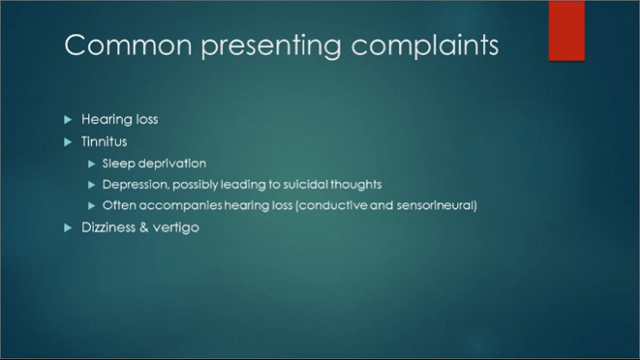 Common presenting complaints
Hearing loss
Tinnitus
Sleep deprivation
Depression, possibly leading to suicidal thoughts
Often accompanies hearing loss (conductive and sensorineural)
Dizziness & vertigo